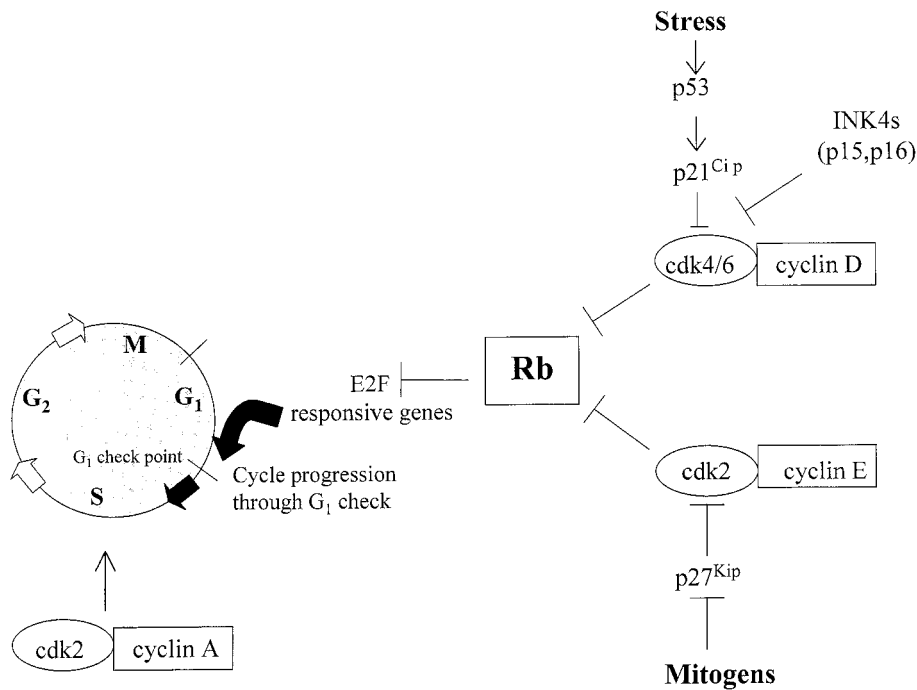 Stress
p53
INK4s
(p15,p16)
p21Cip
cdk4/6
cyclin D
M
Rb
G2
G1
E2F
responsive genes
G1 check point
Cycle progression
through G1 check
cdk2
cyclin E
S
p27Kip
cdk2
cyclin A
Mitogens